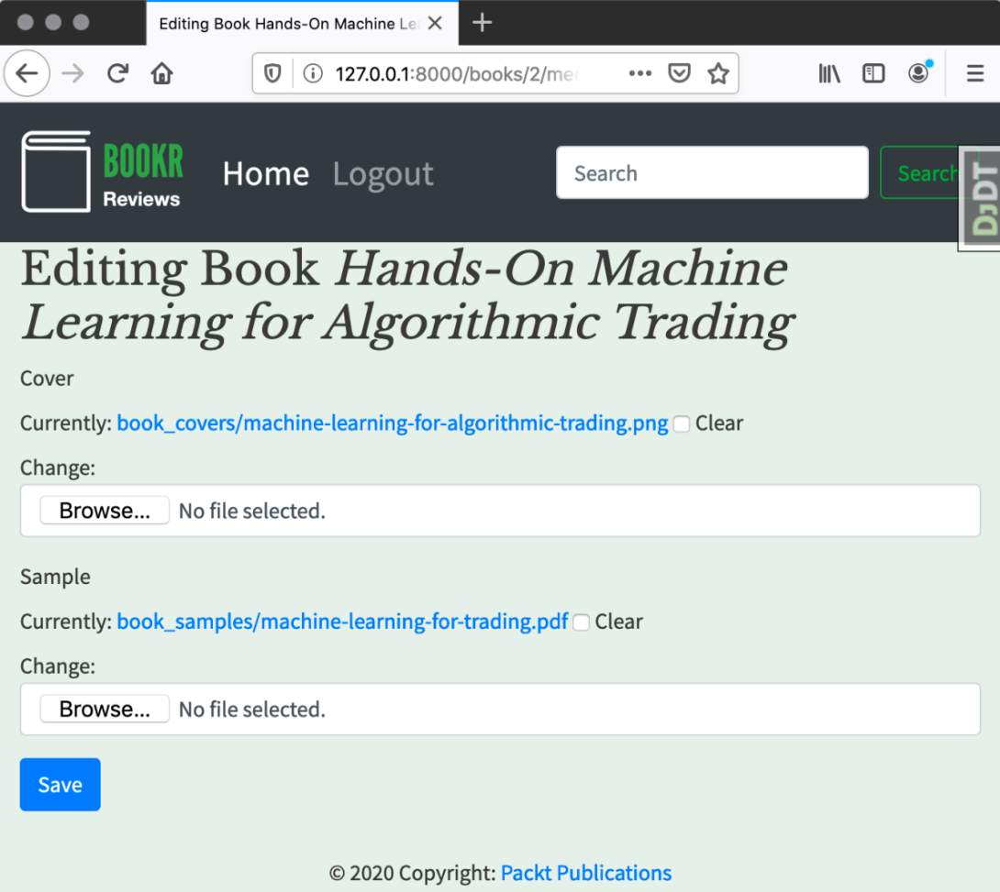 Editing Book Hands-On Machine Le
127.0.0.1:8000/books/2/med
BOOKR
Reviews
Home Logout
Search
Search
DJDT
Editing Book Hands-On Machine
Learning for Algorithmic Trading
Cover
Currently: book_covers/machine-learning-for-algorithmic-trading.png Clear
Change:
Browse... No file selected.
Sample
Currently: book_samples/machine-learning-for-trading.pdf Clear
Change:
Browse... No file selected.
Save
© 2020 Copyright: Packt Publications